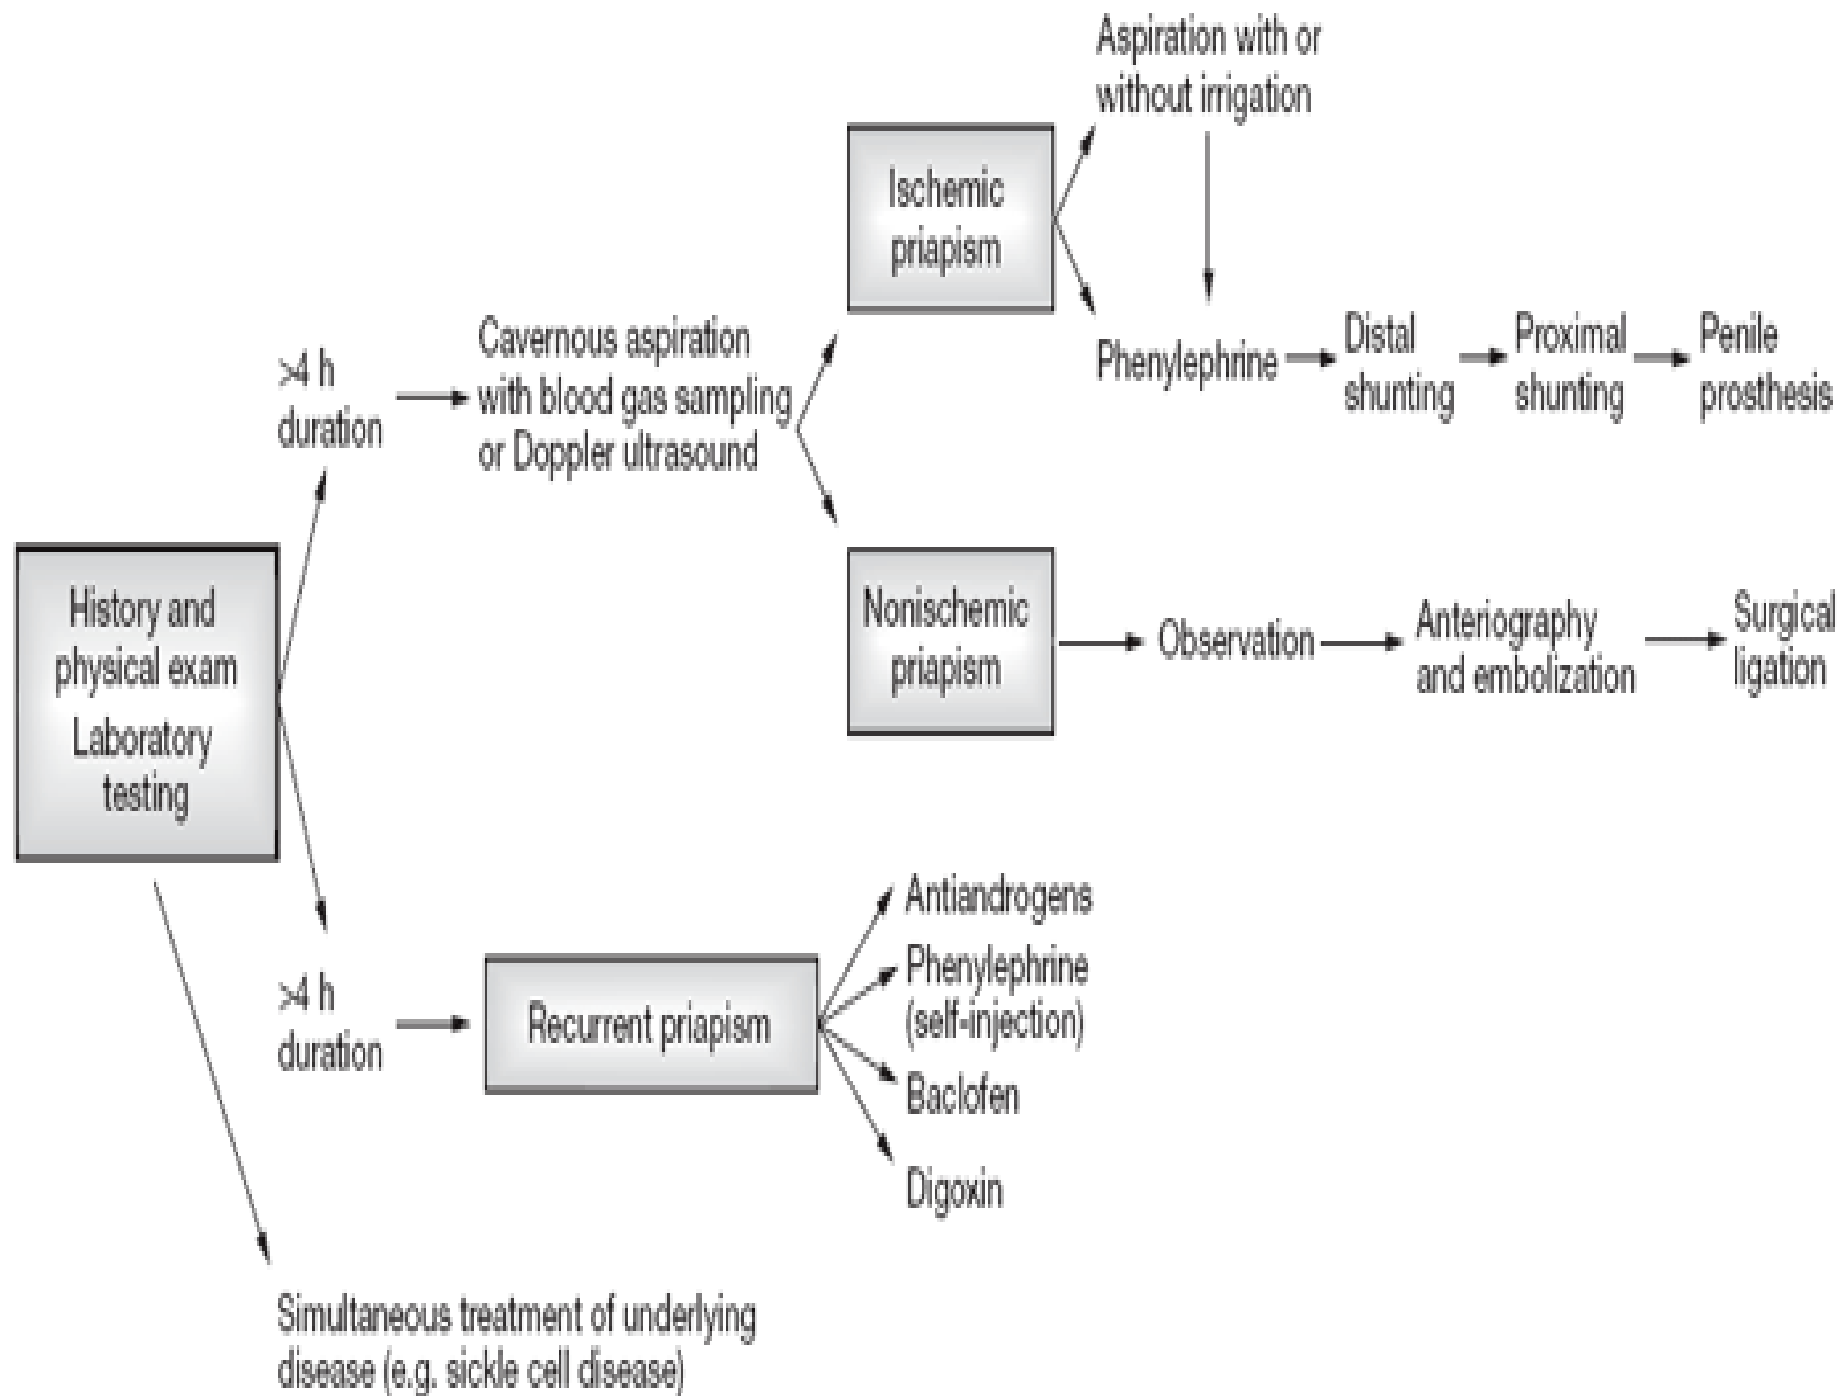 History and
physical exam
Laboratory
testing
>4 h
duration
Cavernous aspiration
with blood gas sampling
or Doppler ultrasound
Ischemic
priapism
Aspiration with or
without irrigation
Phenylephrine
Distal
shunting
Proximal
shunting
Penile
prosthesis
Nonischemic
priapism
Observation
Anteriography
and embolization
Surgical
ligation
>4 h
duration
Recurrent priapism
Antiandrogens
Phenylephrine
(self-injection)
Baclofen
Digoxin
Simultaneous treatment of underlying
disease (e.g. sickle cell disease)